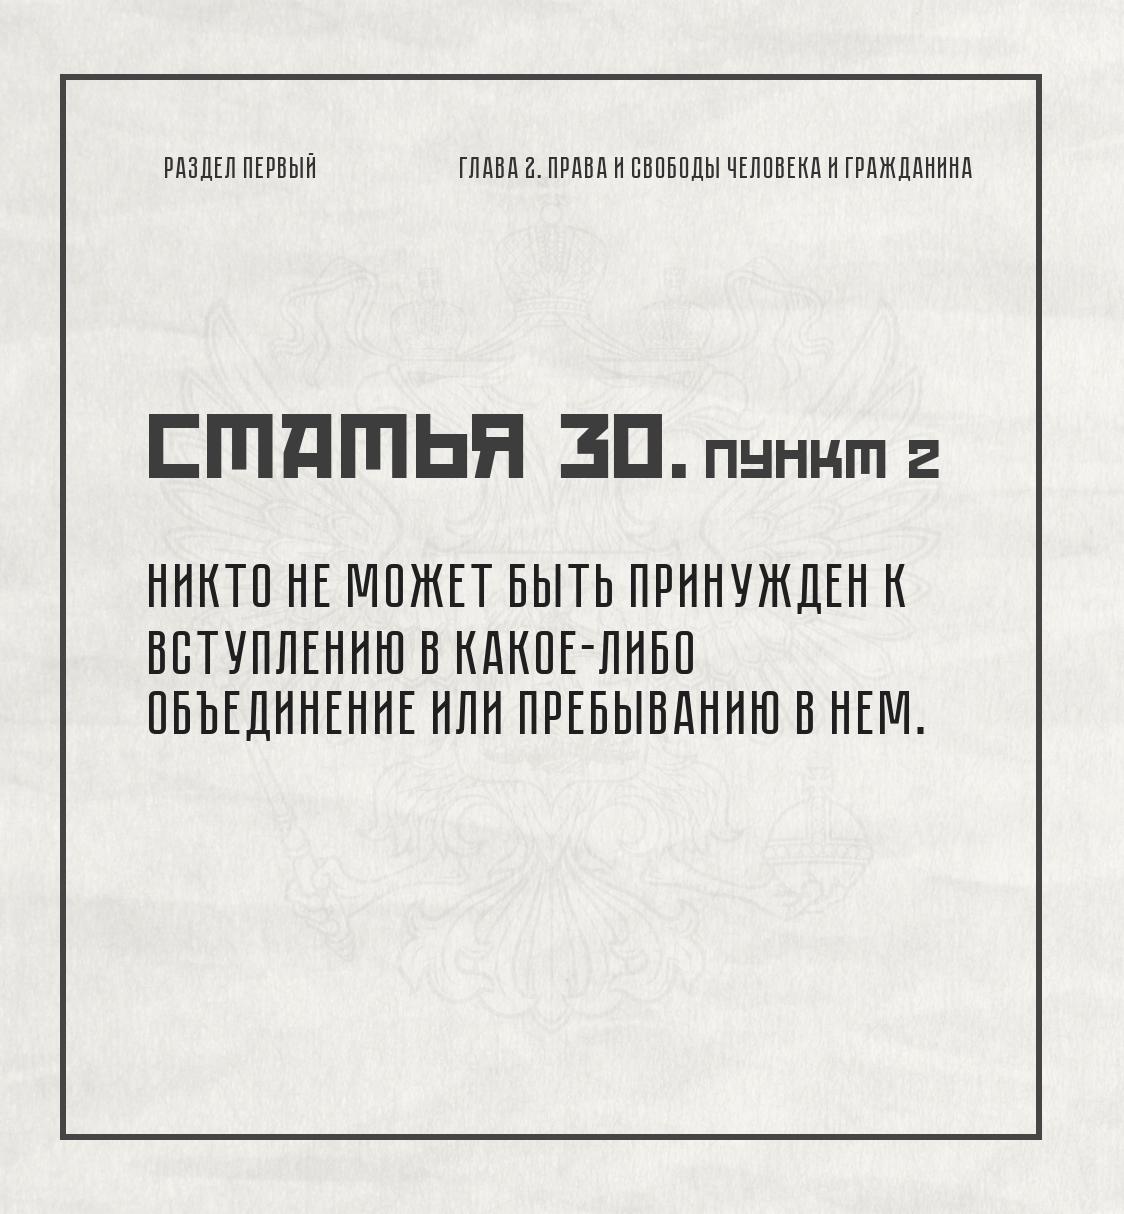 РАЗДЕЛ ПЕРВЫЙ ГЛАВА 2. ПРАВА И СВОБОДЫ ЧЕЛОВЕКА И ГРАЖДАНИНА
СТАТЬЯ 30. ПУНКТ 2
НИКТО НЕ МОЖЕТ БЫТЬ ПРИНУЖДЕН К
ВСТУПЛЕНИЮ В КАКОЕ-ЛИБО
ОБЪЕДИНЕНИЕ ИЛИ ПРЕБЫВАНИЮ В НЕМ.